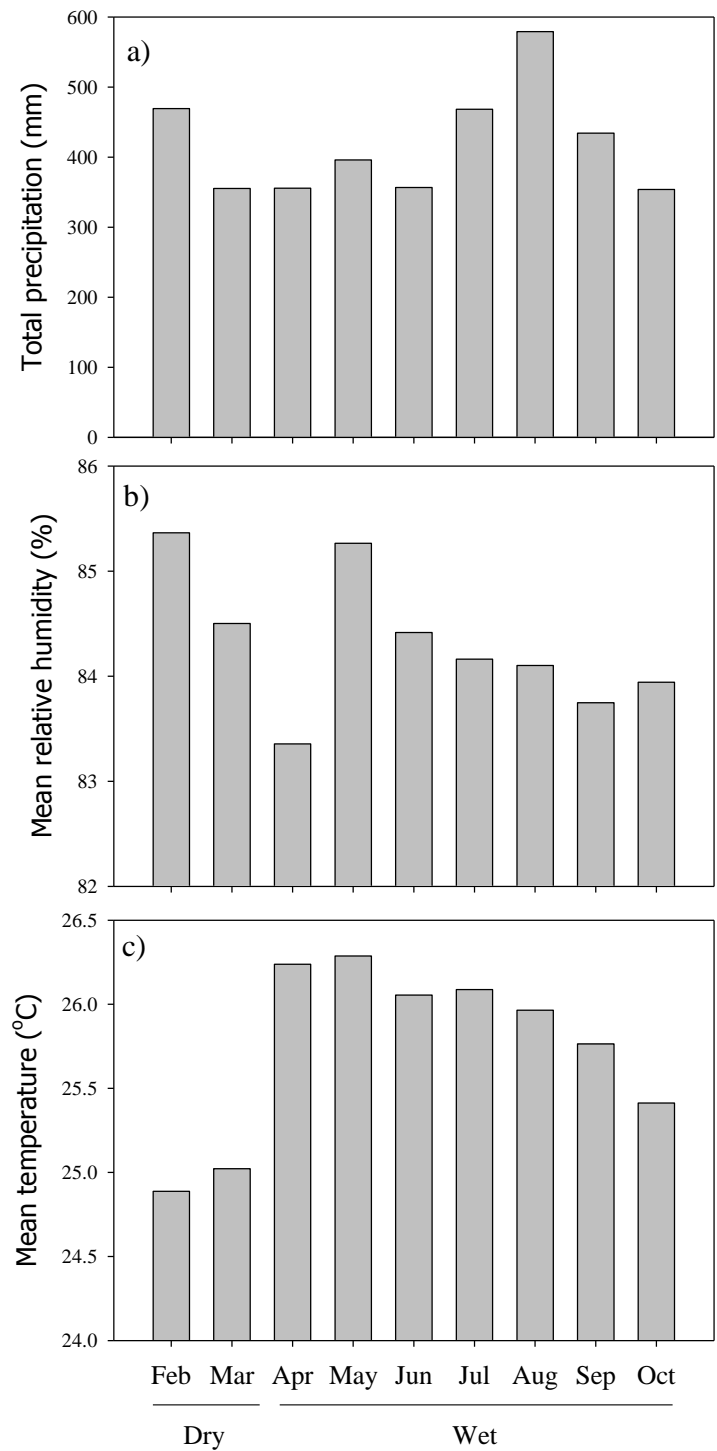 a)
Total precipitation (mm)
600
500
400
300
200
100
0
b)
Mean relative humidity (%)
86
85
84
83
82
c)
Mean temperature (°C)
26.5
26.0
25.5
25.0
24.5
24.0
Feb Mar Apr May Jun Jul Aug Sep Oct
Dry Wet